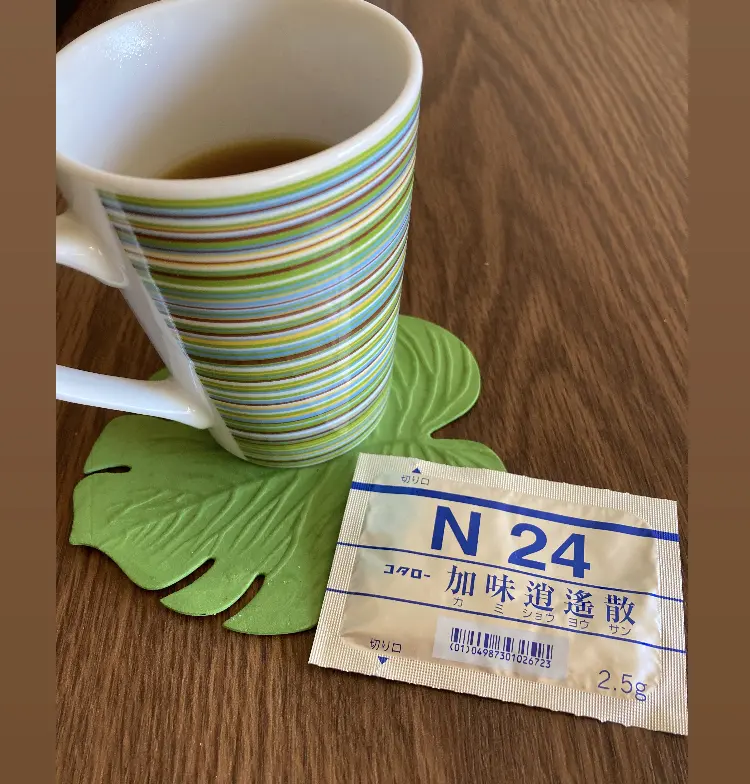 切り口
N 24
コタロー 加味逍遙散
カ ミ ショウ ヨウ サン
(01)04987301026723
切り口
2.5g